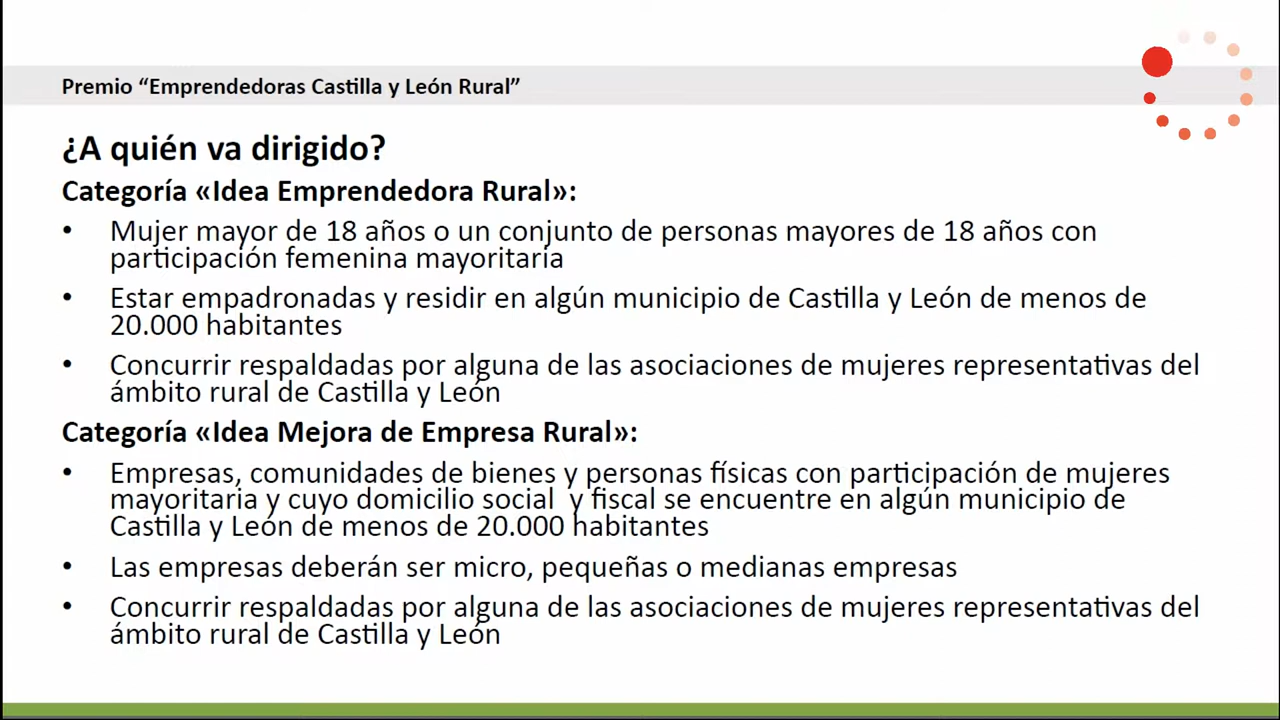 Premio “Emprendedoras Castilla y León Rural”
¿A quién va dirigido?
Categoría «Idea Emprendedora Rural»:
• Mujer mayor de 18 años o un conjunto de personas mayores de 18 años con
participación femenina mayoritaria
• Estar empadronadas y residir en algún municipio de Castilla y León de menos de
20.000 habitantes
• Concurrir respaldadas por alguna de las asociaciones de mujeres representativas del
ámbito rural de Castilla y León
Categoría «Idea Mejora de Empresa Rural»:
• Empresas, comunidades de bienes y personas físicas con participación de mujeres
mayoritaria y cuyo domicilio social y fiscal se encuentre en algún municipio de
Castilla y León de menos de 20.000 habitantes
• Las empresas deberán ser micro, pequeñas o medianas empresas
• Concurrir respaldadas por alguna de las asociaciones de mujeres representativas del
ámbito rural de Castilla y León